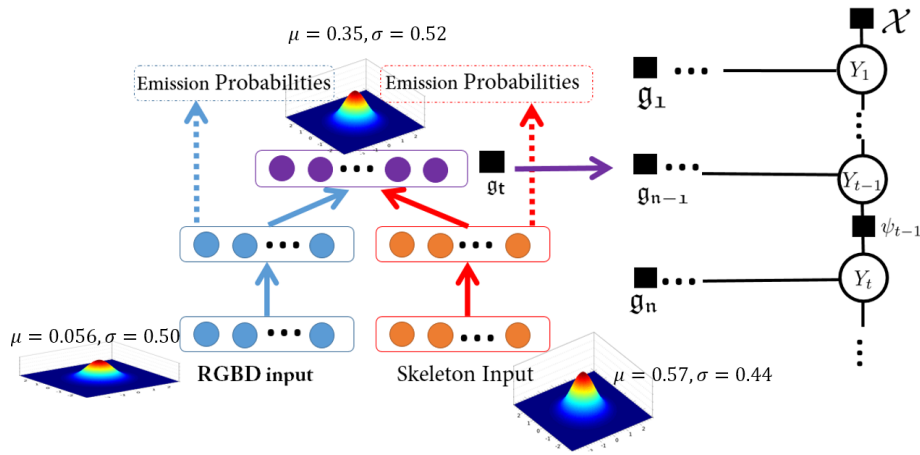 μ = 0.35, σ = 0.52
Emission Probabilities
Emission Probabilities
𝒳
Y₁
𝔤₁
gₜ
𝔤ₙ₋₁
Yₜ₋₁
ψₜ₋₁
𝔤ₙ
Yₜ
μ = 0.056, σ = 0.50
RGBD input
Skeleton Input
μ = 0.57, σ = 0.44